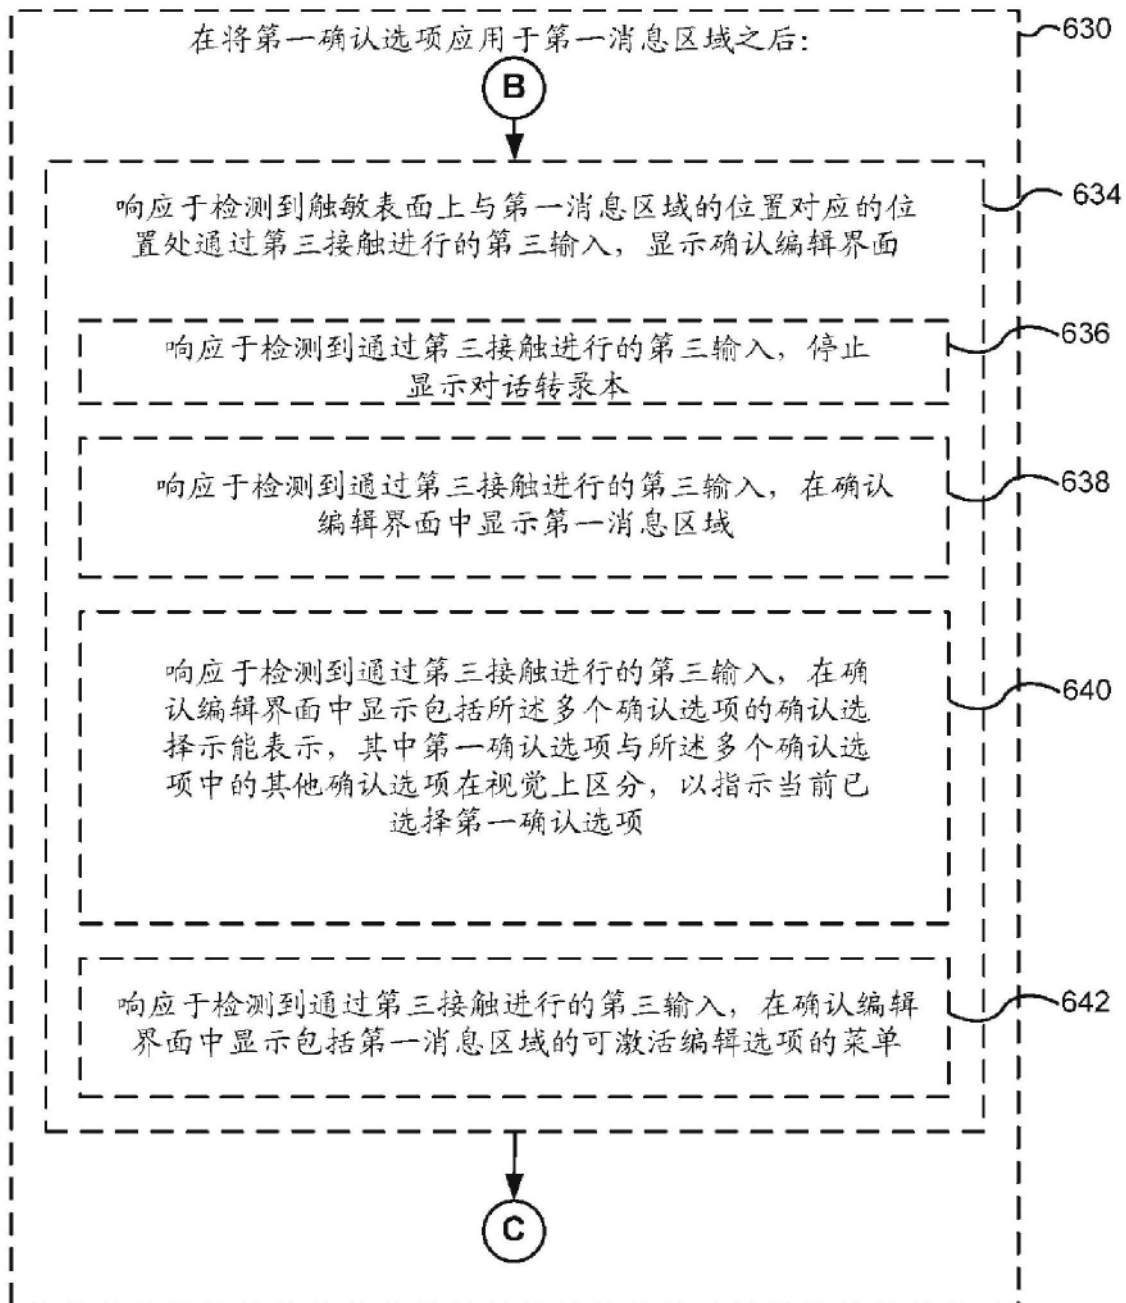 在将第一确认选项应用于第一消息区域之后:
630
B
响应于检测到触敏表面上与第一消息区域的位置对应的位
置处通过第三接触进行的第三输入，显示确认编辑界面
634
响应于检测到通过第三接触进行的第三输入，停止
显示对话转录本
636
响应于检测到通过第三接触进行的第三输入，在确认
编辑界面中显示第一消息区域
638
响应于检测到通过第三接触进行的第三输入，在确
认编辑界面中显示包括所述多个确认选项的确认选
择示能表示，其中第一确认选项与所述多个确认选
项中的其他确认选项在视觉上区分，以指示当前已
选择第一确认选项
640
响应于检测到通过第三接触进行的第三输入，在确认编辑
界面中显示包括第一消息区域的可激活编辑选项的菜单
642
C